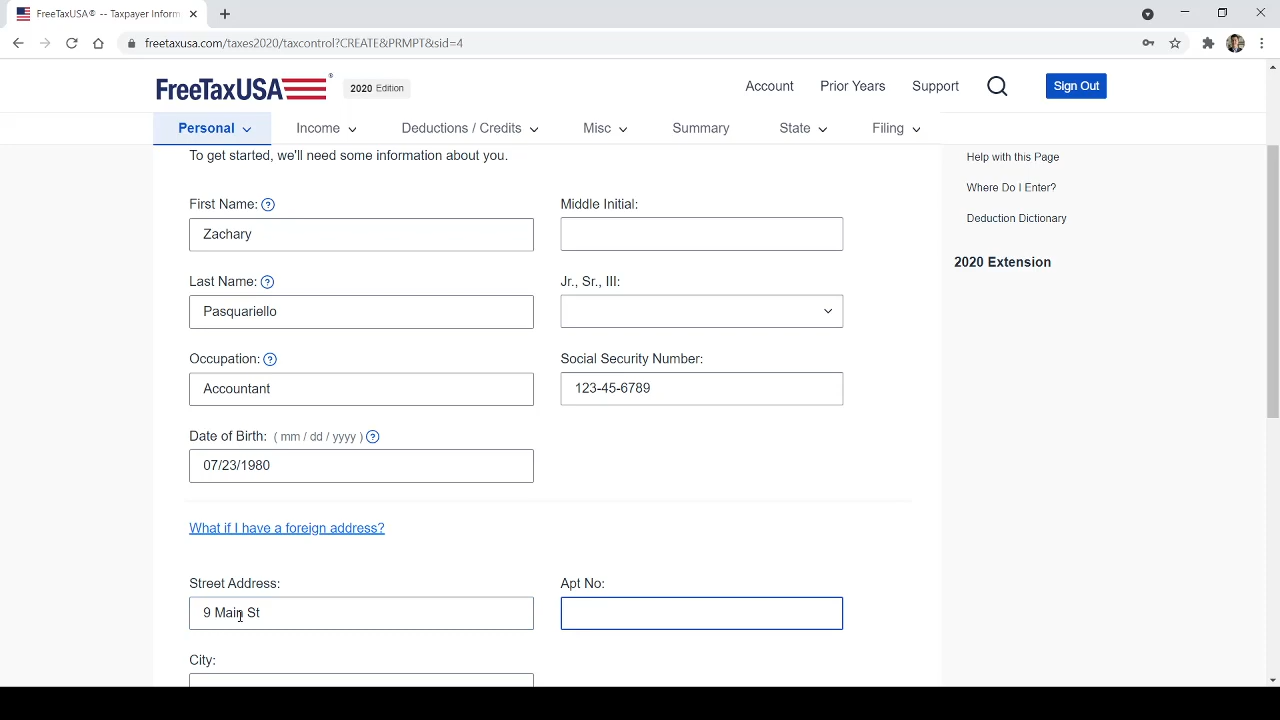 FreeTaxUSA® -- Taxpayer Inform
freetaxusa.com/taxes2020/taxcontrol?CREATE&PRMPT&sid=4
FreeTaxUSA® 2020 Edition
Account Prior Years Support Sign Out
Personal Income Deductions / Credits Misc Summary State Filing
To get started, we'll need some information about you.
Help with this Page
Where Do I Enter?
Deduction Dictionary
2020 Extension
First Name: ? Middle Initial:
Zachary
Last Name: ? Jr., Sr., III:
Pasquariello
Occupation: ? Social Security Number:
Accountant 123-45-6789
Date of Birth: ( mm / dd / yyyy ) ?
07/23/1980
What if I have a foreign address?
Street Address: Apt No:
9 Main St
City: